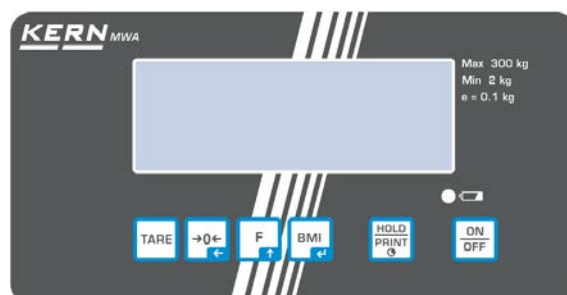 KERN MWA
Max 300 kg
Min 2 kg
e = 0.1 kg
TARE
→0←
←
F
↑
BMI
↵
HOLD
PRINT
ON
OFF